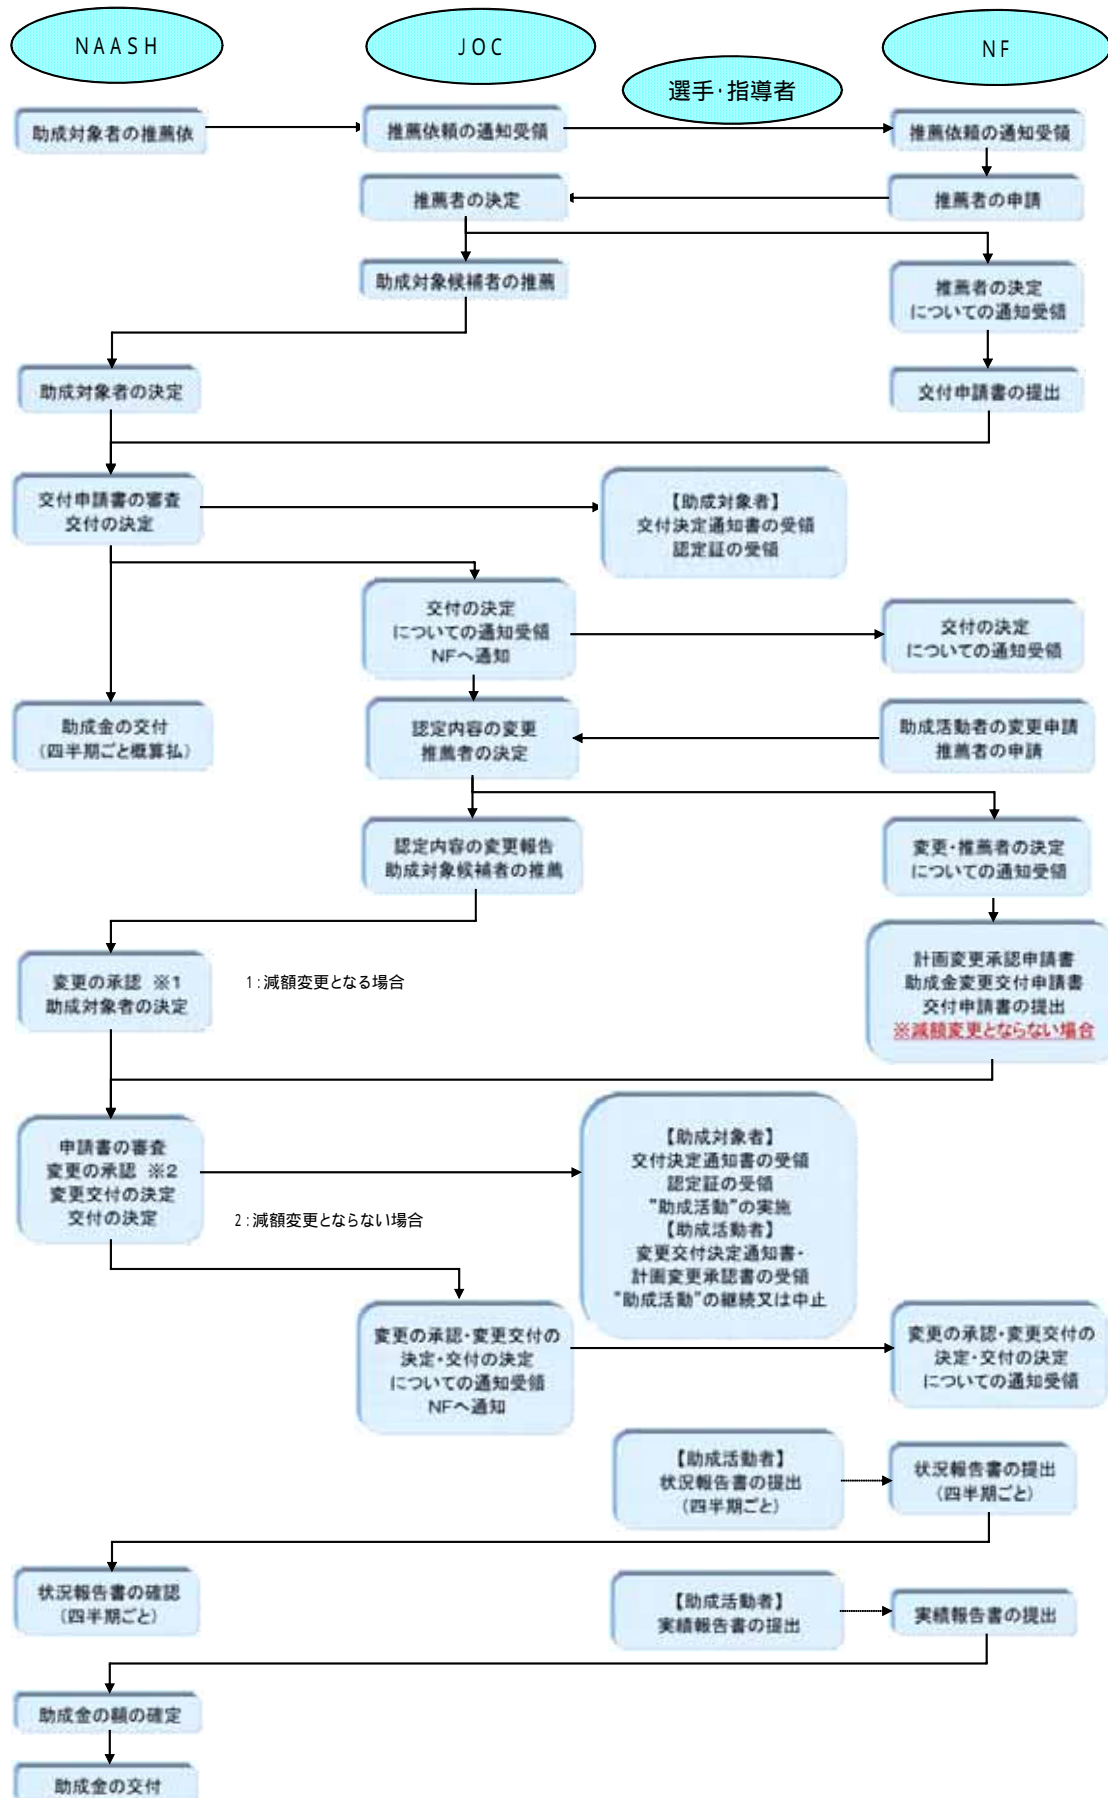 NAASH
JOC
選手・指導者
NF
助成対象者の推薦依
推薦依頼の通知受領
推薦依頼の通知受領
推薦者の決定
推薦者の申請
助成対象候補者の推薦
推薦者の決定
についての通知受領
助成対象者の決定
交付申請書の提出
交付申請書の審査
交付の決定
【助成対象者】
交付決定通知書の受領
認定証の受領
交付の決定
についての通知受領
NFへ通知
交付の決定
についての通知受領
助成金の交付
(四半期ごと概算払)
認定内容の変更
推薦者の決定
助成活動者の変更申請
推薦者の申請
認定内容の変更報告
助成対象候補者の推薦
変更・推薦者の決定
についての通知受領
変更の承認 ※1
助成対象者の決定
1:減額変更となる場合
計画変更承認申請書
助成金変更交付申請書
交付申請書の提出
※減額変更とならない場合
申請書の審査
変更の承認 ※2
変更交付の決定
交付の決定
2:減額変更とならない場合
【助成対象者】
交付決定通知書の受領
認定証の受領
"助成活動"の実施
【助成活動者】
変更交付決定通知書・
計画変更承認書の受領
"助成活動"の継続又は中止
変更の承認・変更交付の
決定・交付の決定
についての通知受領
NFへ通知
変更の承認・変更交付の
決定・交付の決定
についての通知受領
【助成活動者】
状況報告書の提出
(四半期ごと)
状況報告書の提出
(四半期ごと)
状況報告書の確認
(四半期ごと)
【助成活動者】
実績報告書の提出
実績報告書の提出
助成金の額の確定
助成金の交付